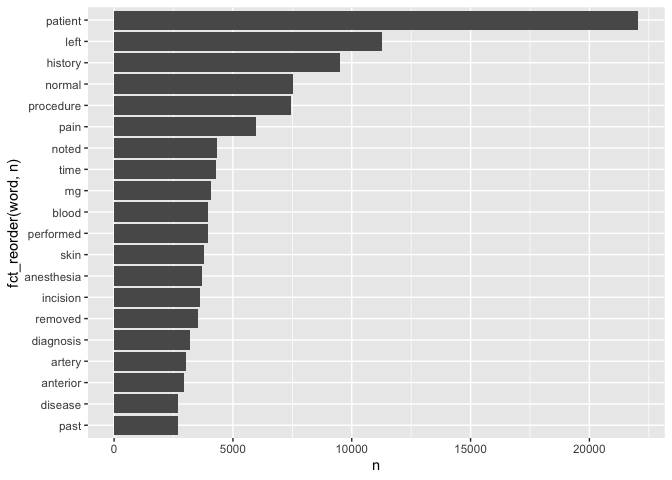 patient
left
history
normal
procedure
pain
noted
time
mg
blood
performed
skin
anesthesia
incision
removed
diagnosis
artery
anterior
disease
past
fct_reorder(word, n)
0 5000 10000 15000 20000
n